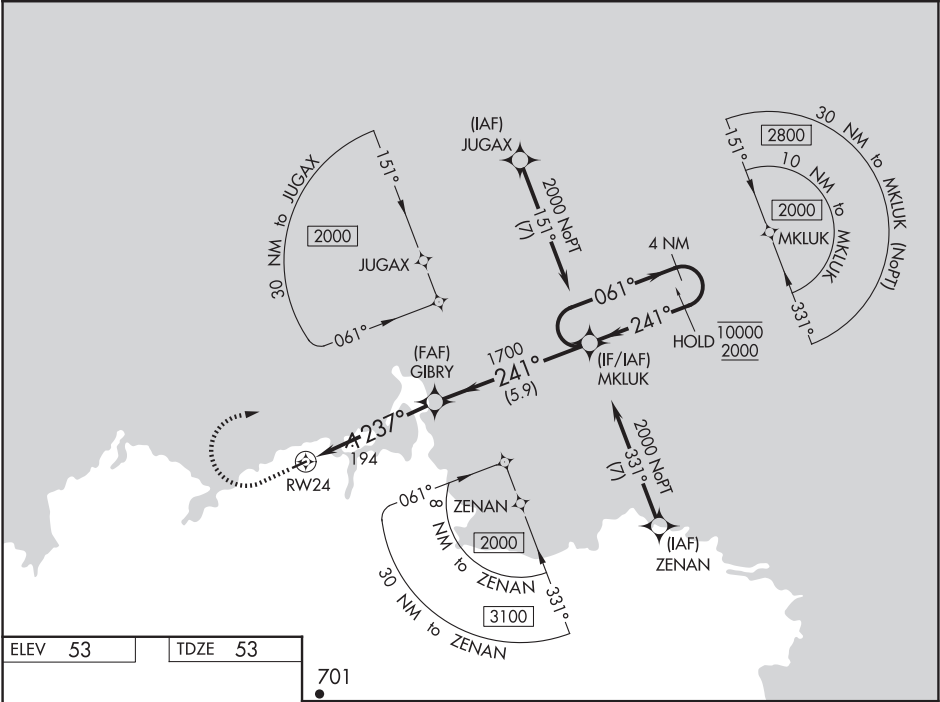 (IAF)
JUGAX
2000 NoPT
151°
(7)
30 NM to JUGAX
151°
2000
JUGAX
061°
30 NM to MKLUK (NoPT)
2800
151°
10 NM to MKLUK
2000
MKLUK
331°
4 NM
061°
241°
HOLD
10000
2000
(IF/IAF)
MKLUK
1700
241°
(5.9)
(FAF)
GIBRY
237°
194
RW24
2000 NoPT
331°
(7)
(IAF)
ZENAN
061°
ZENAN
8 NM to ZENAN
2000
331°
3100
30 NM to ZENAN
ELEV 53
TDZE 53
701